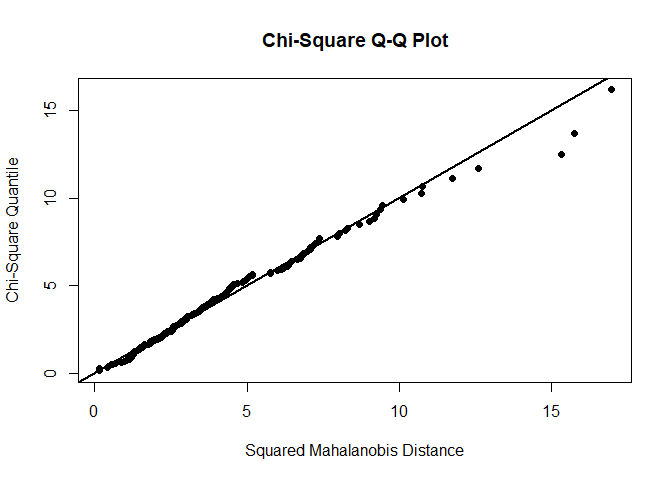 Chi-Square Q-Q Plot
Chi-Square Quantile
15
10
5
0
0 5 10 15
Squared Mahalanobis Distance